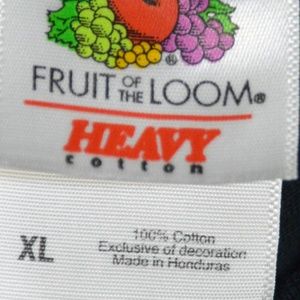 FRUIT OF THE LOOM®
HEAVY
cotton
XL
100% Cotton
Exclusive of decoration
Made in Honduras